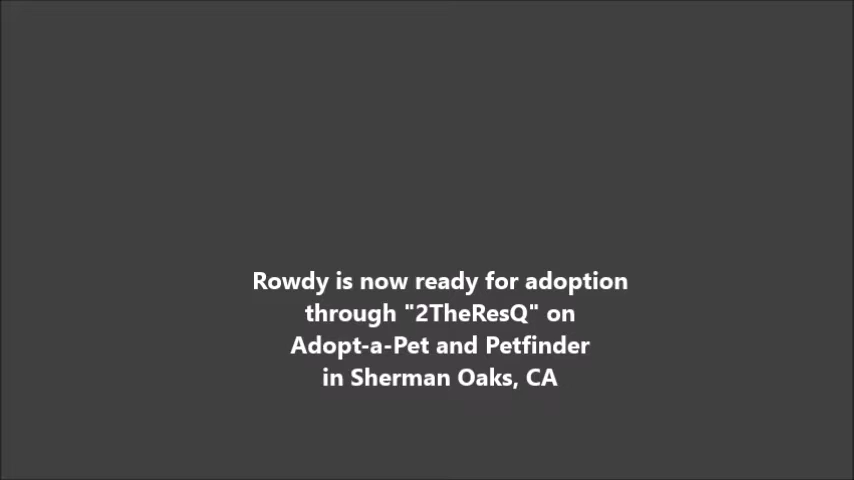 Rowdy is now ready for adoption
through "2TheResQ" on
Adopt-a-Pet and Petfinder
in Sherman Oaks, CA